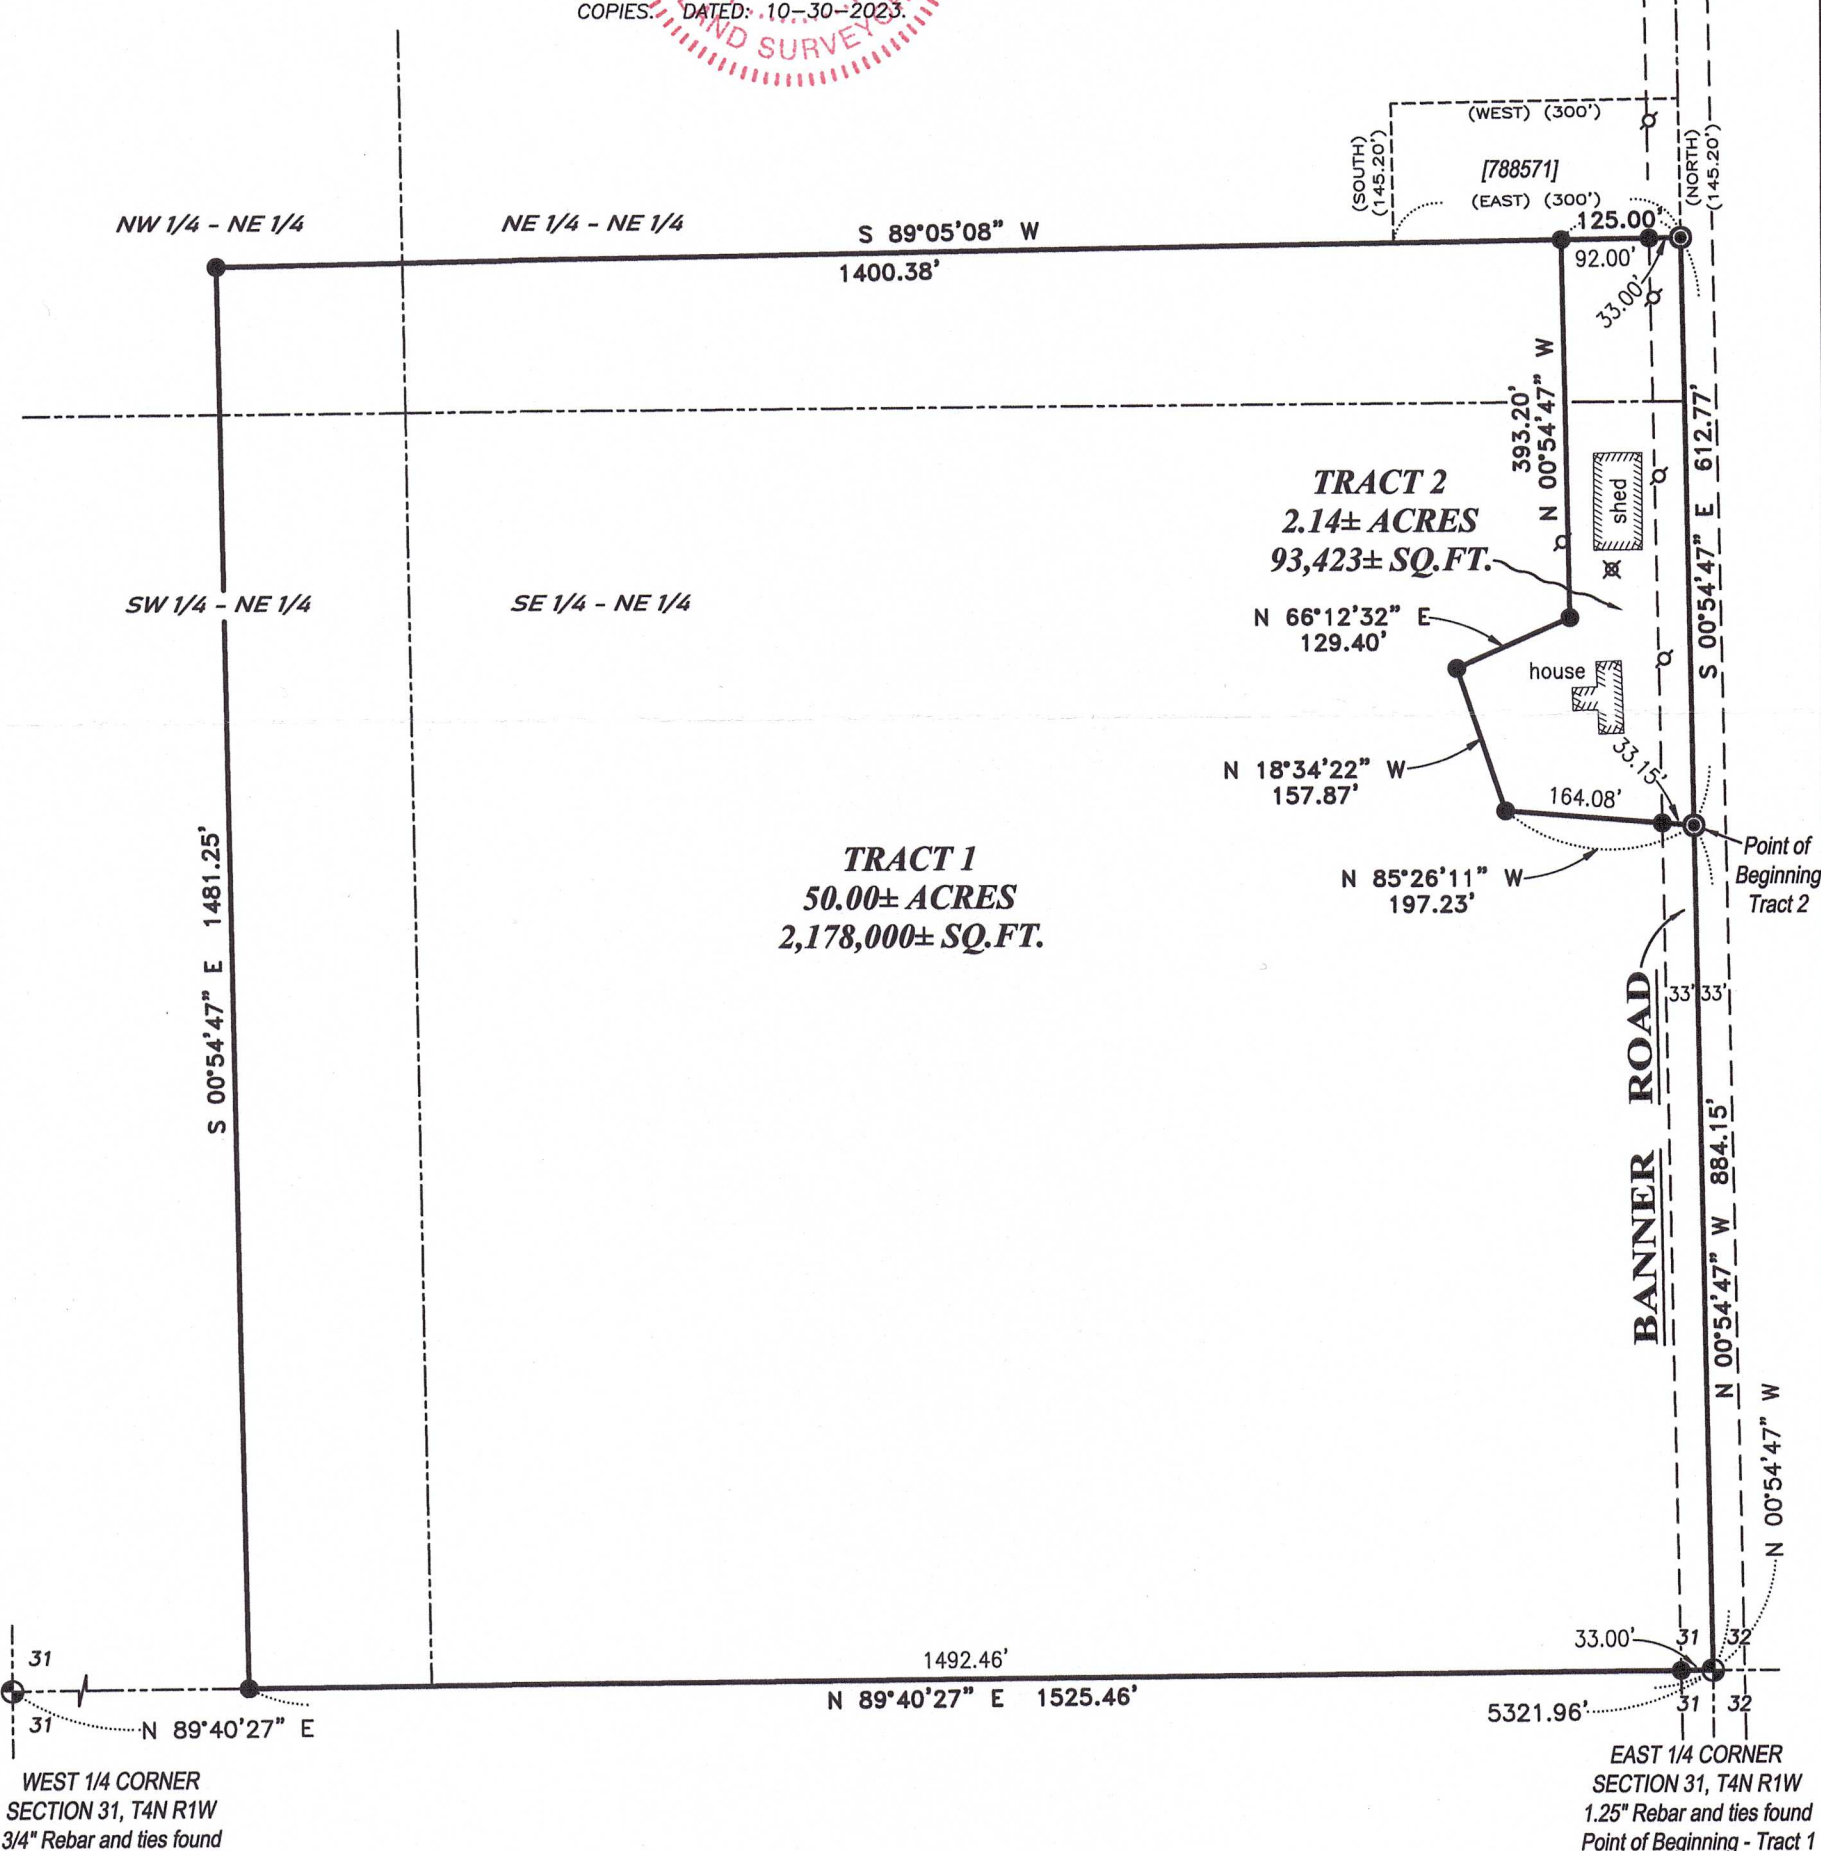 COPIES. DATED: 10-30-2023.
LAND SURVEYOR
(WEST) (300')
(SOUTH)
(145.20')
[788571]
(EAST) (300')
(NORTH)
(145.20')
NW 1/4 - NE 1/4
NE 1/4 - NE 1/4
S 89°05'08" W
1400.38'
125.00'
92.00'
33.00'
393.20'
N 00°54'47" W
S 00°54'47" E 612.77'
TRACT 2
2.14± ACRES
93,423± SQ.FT.
shed
SW 1/4 - NE 1/4
SE 1/4 - NE 1/4
N 66°12'32" E
129.40'
house
33.15'
N 18°34'22" W
157.87'
164.08'
Point of
Beginning
Tract 2
N 85°26'11" W
197.23'
TRACT 1
50.00± ACRES
2,178,000± SQ.FT.
S 00°54'47" E 1481.25'
33' 33'
BANNER ROAD
N 00°54'47" W 884.15'
N 00°54'47" W
31
31
N 89°40'27" E
1492.46'
N 89°40'27" E 1525.46'
33.00'
31 32
5321.96'
31 32
WEST 1/4 CORNER
SECTION 31, T4N R1W
3/4" Rebar and ties found
EAST 1/4 CORNER
SECTION 31, T4N R1W
1.25" Rebar and ties found
Point of Beginning - Tract 1